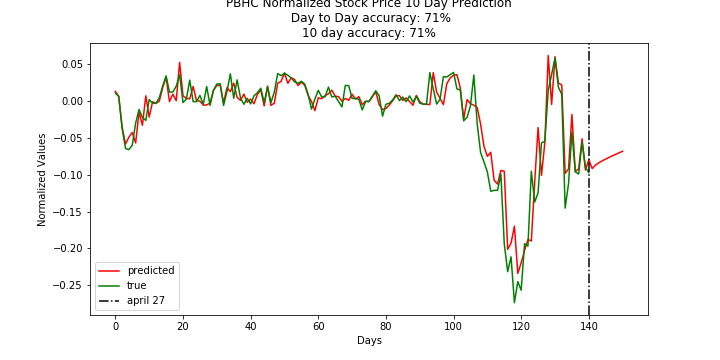 PBHC Normalized Stock Price 10 Day Prediction
Day to Day accuracy: 71%
10 day accuracy: 71%
Normalized Values
0.05
0.00
−0.05
−0.10
−0.15
−0.20
−0.25
predicted
true
april 27
0
20
40
60
80
100
120
140
Days